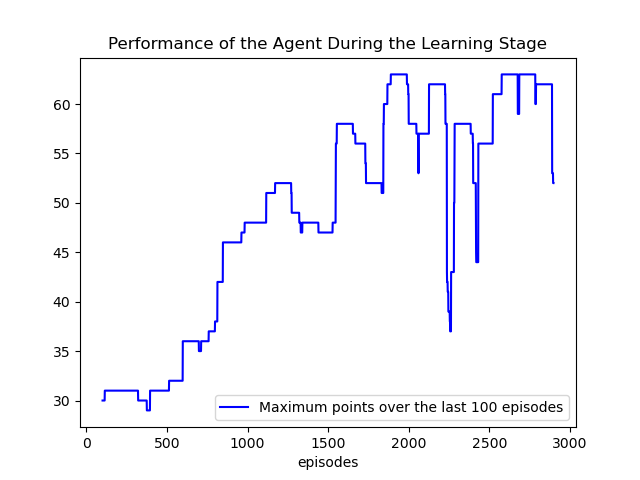 Performance of the Agent During the Learning Stage
60
55
50
45
40
35
30
Maximum points over the last 100 episodes
0 500 1000 1500 2000 2500 3000
episodes